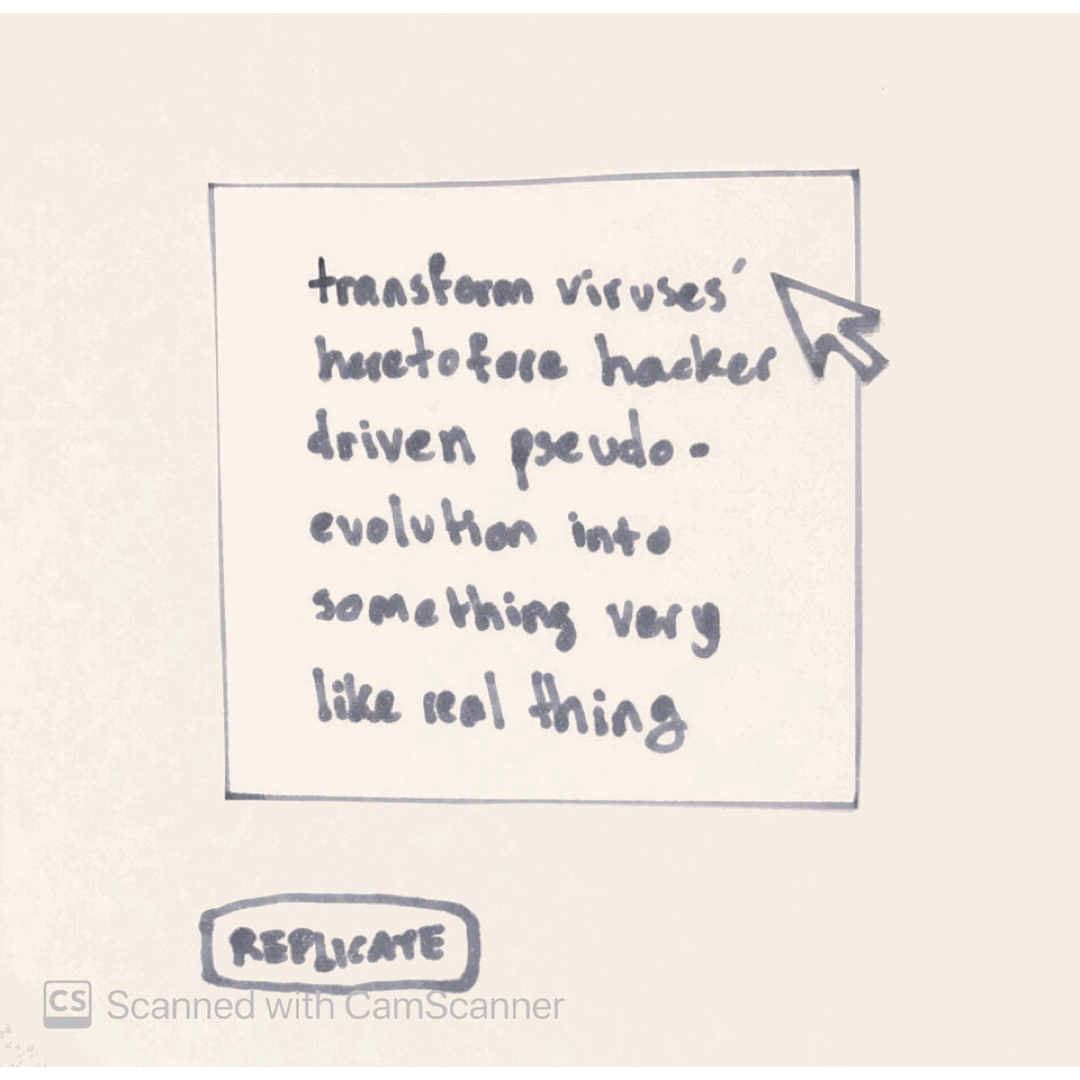 transform viruses'
heretofore hacker
driven pseudo-
evolution into
something very
like real thing
REPLICATE
CS Scanned with CamScanner